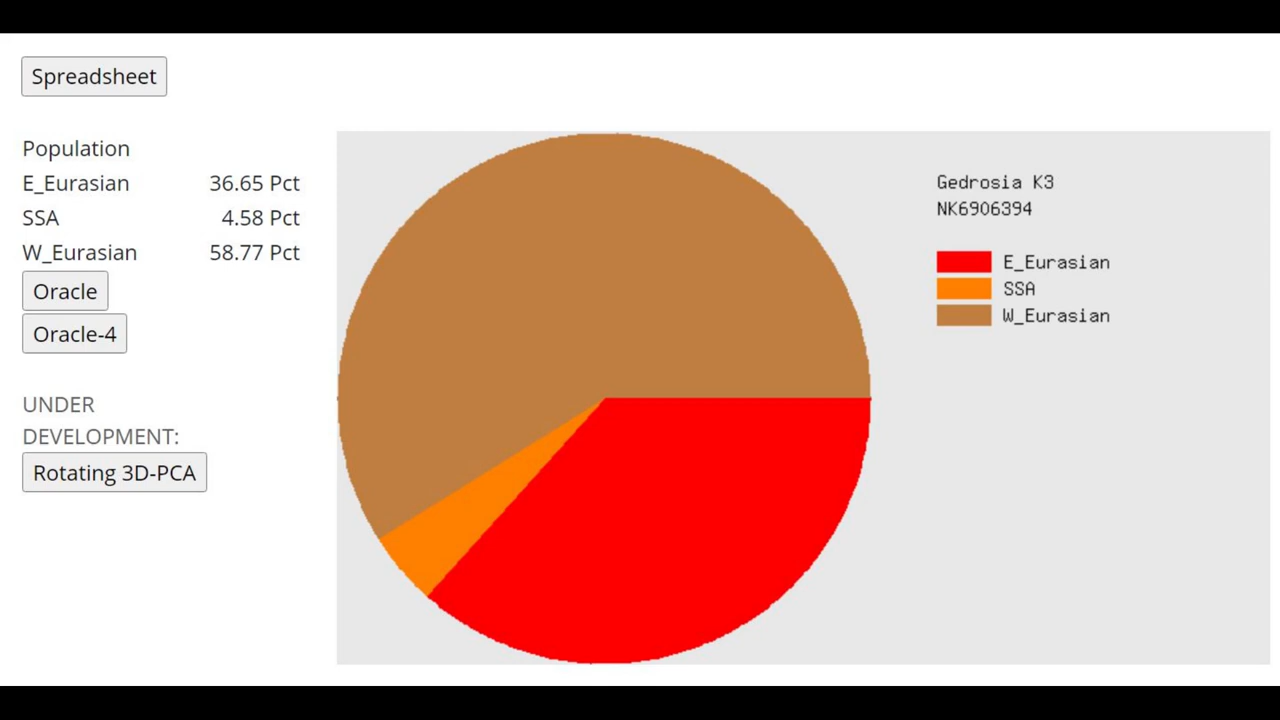 Spreadsheet
Population
E_Eurasian 36.65 Pct
SSA 4.58 Pct
W_Eurasian 58.77 Pct
Oracle
Oracle-4
UNDER
DEVELOPMENT:
Rotating 3D-PCA
Gedrosia K3
NK6906394
E_Eurasian
SSA
W_Eurasian